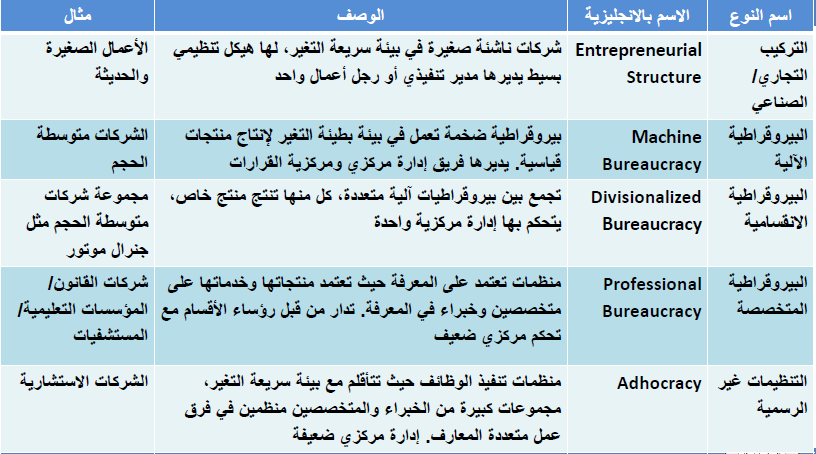 اسم النوع
الاسم بالانجليزية
الوصف
مثال
التركيب
التجاري/
الصناعي
Entrepreneurial
Structure
شركات ناشئة صغيرة في بيئة سريعة التغير، لها هيكل تنظيمي
بسيط يديرها مدير تنفيذي أو رجل أعمال واحد
الأعمال الصغيرة
والحديثة
البيروقراطية
الآلية
Machine
Bureaucracy
بيروقراطية ضخمة تعمل في بيئة بطيئة التغير لإنتاج منتجات
قياسية. يديرها فريق إدارة مركزي ومركزية القرارات
الشركات متوسطة
الحجم
البيروقراطية
الانقسامية
Divisionalized
Bureaucracy
تجمع بين بيروقراطيات آلية متعددة، كل منها تنتج منتج خاص،
يتحكم بها إدارة مركزية واحدة
مجموعة شركات
متوسطة الحجم مثل
جنرال موتور
البيروقراطية
المتخصصة
Professional
Bureaucracy
منظمات تعتمد على المعرفة حيث تعتمد منتجاتها وخدماتها على
متخصصين وخبراء في المعرفة. تدار من قبل رؤساء الأقسام مع
تحكم مركزي ضعيف
شركات القانون/
المؤسسات التعليمية/
المستشفيات
التنظيمات غير
الرسمية
Adhocracy
منظمات تنفيذ الوظائف حيث تتأقلم مع بيئة سريعة التغير،
مجموعات كبيرة من الخبراء والمتخصصين منظمين في فرق
عمل متعددة المعارف. إدارة مركزي ضعيفة
الشركات الاستشارية